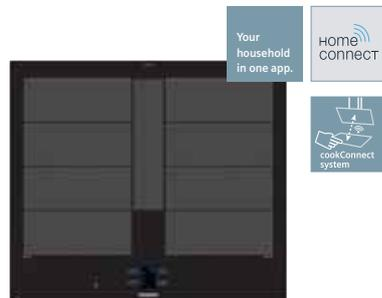 Your
household
in one app.
HOME
CONNECT
cookConnect
system